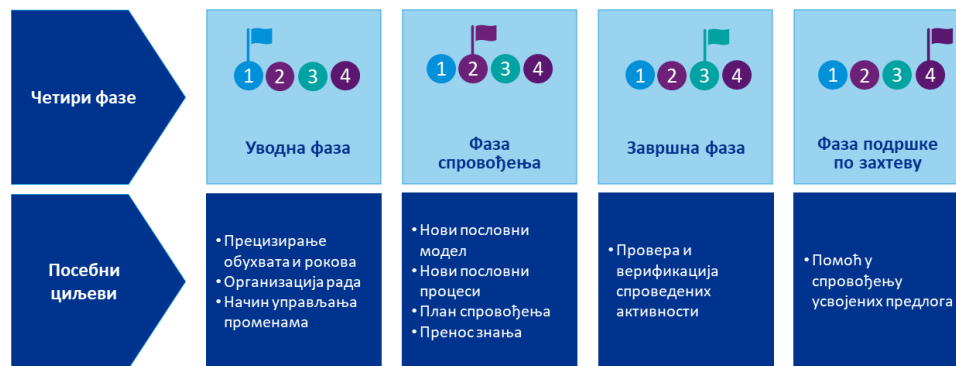 Четири фазе
1 2 3 4
Уводна фаза
1 2 3 4
Фаза
спровођења
1 2 3 4
Завршна фаза
1 2 3 4
Фаза подршке
по захтеву
Посебни
циљеви
• Прецизирање
обухвата и рокова
• Организација рада
• Начин управљања
променама
• Нови пословни
модел
• Нови пословни
процеси
• План спровођења
• Пренос знања
• Провера и
верификација
спроведених
активности
• Помоћ у
спровођењу
усвојених предлога